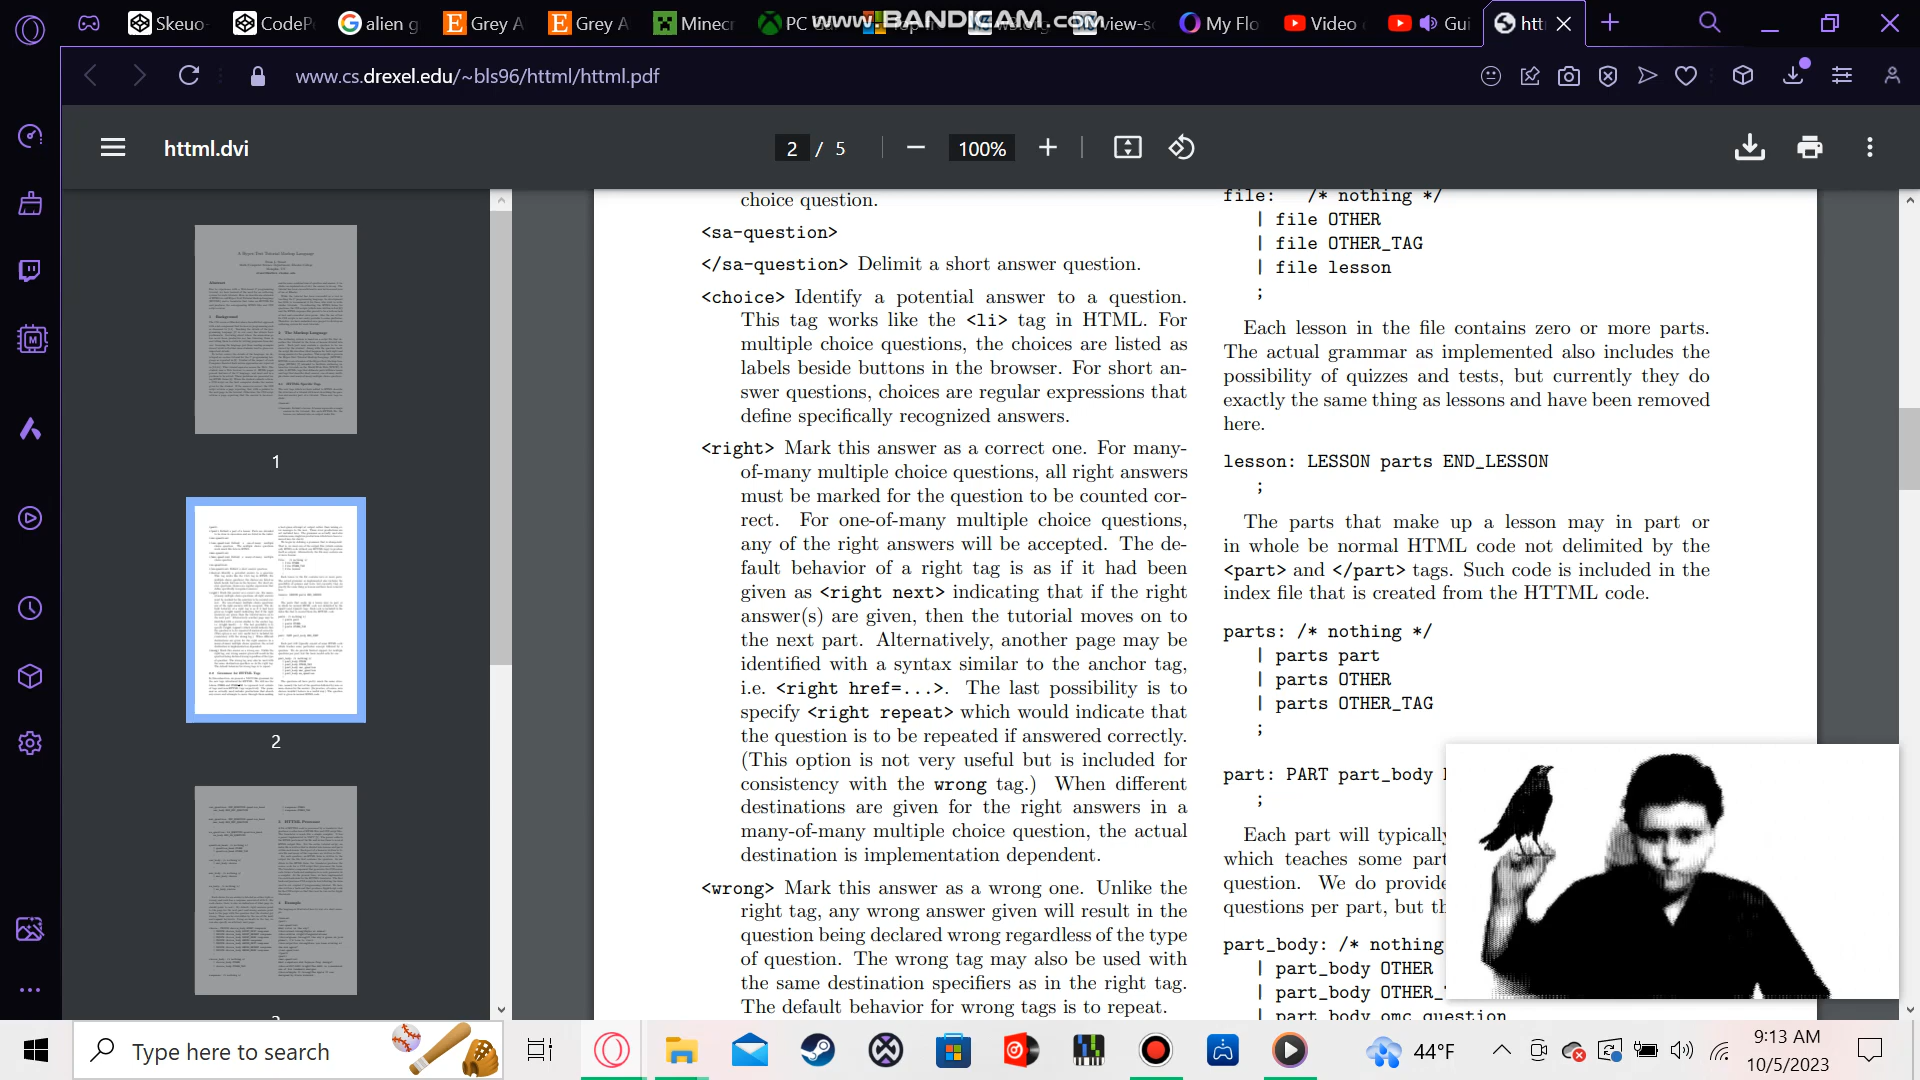 Skeuo-
CodePe
alien g
Grey A
Grey A
Minecr
PC Ga
www.BANDICAM.com
view-s
My Flo
Video
Gui
htt
www.cs.drexel.edu/~bls96/httml/html.pdf
httml.dvi
2 / 5
100%
1
2
choice question.
<sa-question>
</sa-question> Delimit a short answer question.
<choice> Identify a potential answer to a question.
This tag works like the <li> tag in HTML. For
multiple choice questions, the choices are listed as
labels beside buttons in the browser. For short an-
swer questions, choices are regular expressions that
define specifically recognized answers.
<right> Mark this answer as a correct one. For many-
of-many multiple choice questions, all right answers
must be marked for the question to be counted cor-
rect. For one-of-many multiple choice questions,
any of the right answers will be accepted. The de-
fault behavior of a right tag is as if it had been
given as <right next> indicating that if the right
answer(s) are given, then the tutorial moves on to
the next part. Alternatively, another page may be
identified with a syntax similar to the anchor tag,
i.e. <right href=...>. The last possibility is to
specify <right repeat> which would indicate that
the question is to be repeated if answered correctly.
(This option is not very useful but is included for
consistency with the wrong tag.) When different
destinations are given for the right answers in a
many-of-many multiple choice question, the actual
destination is implementation dependent.
<wrong> Mark this answer as a wrong one. Unlike the
right tag, any wrong answer given will result in the
question being declared wrong regardless of the type
of question. The wrong tag may also be used with
the same destination specifiers as in the right tag.
The default behavior for wrong tags is to repeat.
file: /* nothing */
| file OTHER
| file OTHER_TAG
| file lesson
;
Each lesson in the file contains zero or more parts.
The actual grammar as implemented also includes the
possibility of quizzes and tests, but currently they do
exactly the same thing as lessons and have been removed
here.
lesson: LESSON parts END_LESSON
;
The parts that make up a lesson may in part or
in whole be normal HTML code not delimited by the
<part> and </part> tags. Such code is included in the
index file that is created from the HTTML code.
parts: /* nothing */
| parts part
| parts OTHER
| parts OTHER_TAG
;
part: PART part_body
;
Each part will typically
which teaches some part
question. We do provide
questions per part, but th
part_body: /* nothing
| part_body OTHER
| part_body OTHER_
| part_body omc_question
Type here to search
44°F
9:13 AM
10/5/2023